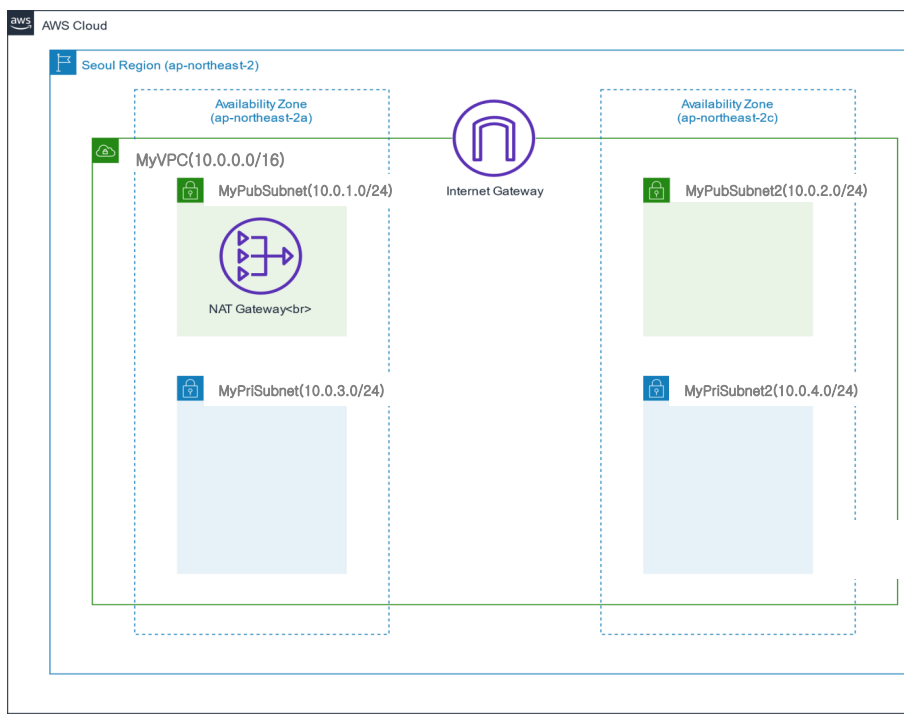 aws
AWS Cloud
Seoul Region (ap-northeast-2)
Availability Zone
(ap-northeast-2a)
Availability Zone
(ap-northeast-2c)
MyVPC(10.0.0.0/16)
Internet Gateway
MyPubSubnet(10.0.1.0/24)
MyPubSubnet2(10.0.2.0/24)
NAT Gateway<br>
MyPriSubnet(10.0.3.0/24)
MyPriSubnet2(10.0.4.0/24)